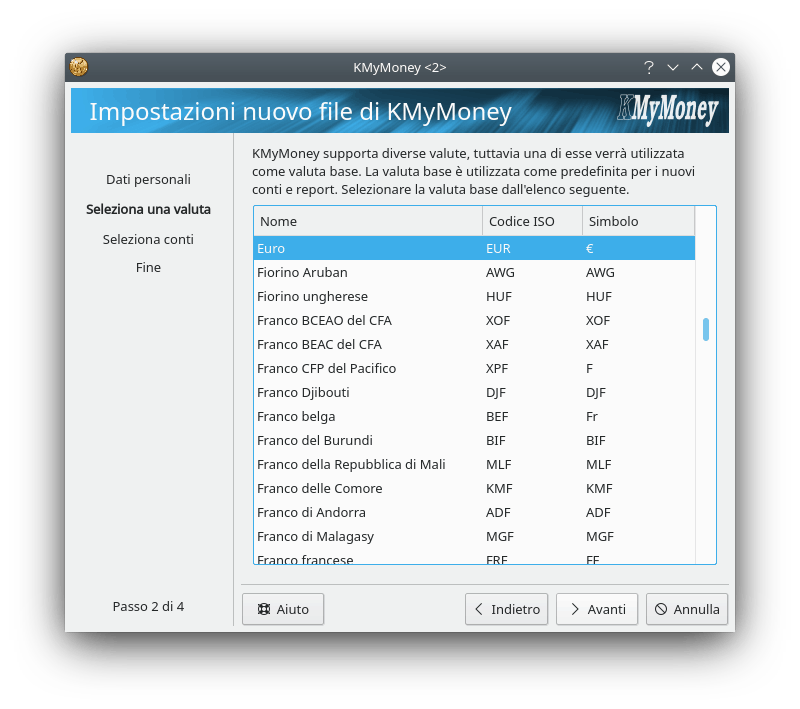 KMyMoney <2>
Impostazioni nuovo file di KMyMoney
KMyMoney
Dati personali
Seleziona una valuta
Seleziona conti
Fine
Passo 2 di 4
KMyMoney supporta diverse valute, tuttavia una di esse verrà utilizzata
come valuta base. La valuta base è utilizzata come predefinita per i nuovi
conti e report. Selezionare la valuta base dall'elenco seguente.
Nome Codice ISO Simbolo
Euro EUR €
Fiorino Aruban AWG AWG
Fiorino ungherese HUF HUF
Franco BCEAO del CFA XOF XOF
Franco BEAC del CFA XAF XAF
Franco CFP del Pacifico XPF F
Franco Djibouti DJF DJF
Franco belga BEF Fr
Franco del Burundi BIF BIF
Franco della Repubblica di Mali MLF MLF
Franco delle Comore KMF KMF
Franco di Andorra ADF ADF
Franco di Malagasy MGF MGF
Franco francese FRF FF
Aiuto Indietro Avanti Annulla